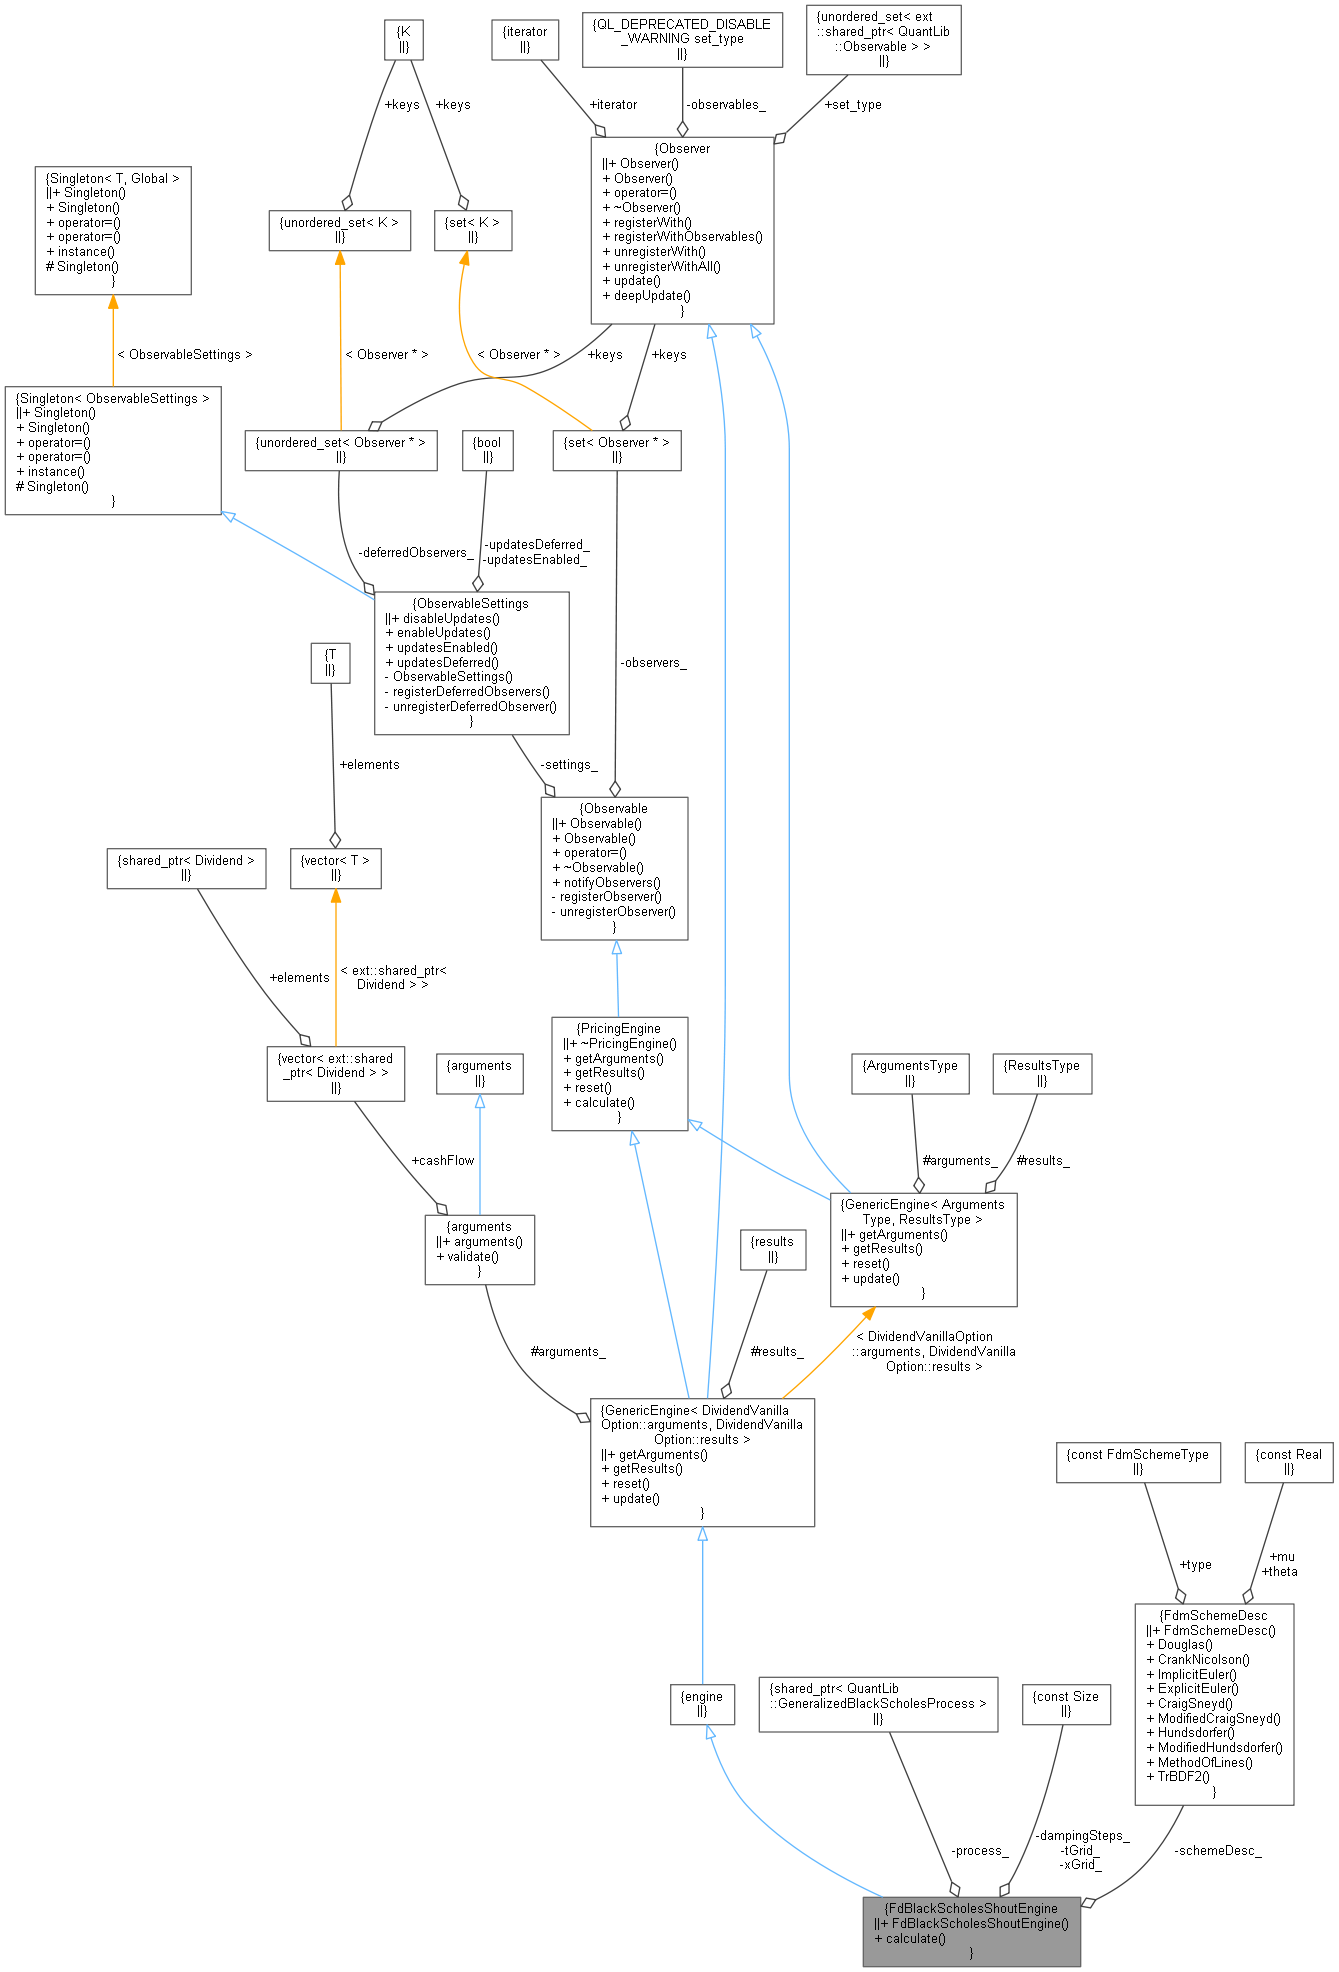 {K
||}
{iterator
||}
{QL_DEPRECATED_DISABLE
_WARNING set_type
||}
{unordered_set< ext
::shared_ptr< QuantLib
::Observable > >
||}
+keys
+keys
+iterator
-observables_
+set_type
{Singleton< T, Global >
||+ Singleton()
+ Singleton()
+ operator=()
+ operator=()
+ instance()
# Singleton()
}
{unordered_set< K >
||}
{set< K >
||}
{Observer
||+ Observer()
+ Observer()
+ operator=()
+ ~Observer()
+ registerWith()
+ registerWithObservables()
+ unregisterWith()
+ unregisterWithAll()
+ update()
+ deepUpdate()
}
< ObservableSettings >
< Observer * >
< Observer * >
+keys
+keys
{Singleton< ObservableSettings >
||+ Singleton()
+ Singleton()
+ operator=()
+ operator=()
+ instance()
# Singleton()
}
{unordered_set< Observer * >
||}
{bool
||}
{set< Observer * >
||}
-deferredObservers_
-updatesDeferred_
-updatesEnabled_
{ObservableSettings
||+ disableUpdates()
+ enableUpdates()
+ updatesEnabled()
+ updatesDeferred()
- ObservableSettings()
- registerDeferredObservers()
- unregisterDeferredObserver()
}
-observers_
{T
||}
+elements
-settings_
{Observable
||+ Observable()
+ Observable()
+ operator=()
+ ~Observable()
+ notifyObservers()
- registerObserver()
- unregisterObserver()
}
{shared_ptr< Dividend >
||}
{vector< T >
||}
+elements
< ext::shared_ptr<
Dividend > >
{vector< ext::shared
_ptr< Dividend > >
||}
{arguments
||}
{PricingEngine
||+ ~PricingEngine()
+ getArguments()
+ getResults()
+ reset()
+ calculate()
}
{ArgumentsType
||}
{ResultsType
||}
+cashFlow
#arguments_
#results_
{arguments
||+ arguments()
+ validate()
}
{results
||}
{GenericEngine< Arguments
Type, ResultsType >
||+ getArguments()
+ getResults()
+ reset()
+ update()
}
#arguments_
#results_
< DividendVanillaOption
::arguments, DividendVanilla
Option::results >
{GenericEngine< DividendVanilla
Option::arguments, DividendVanilla
Option::results >
||+ getArguments()
+ getResults()
+ reset()
+ update()
}
{const FdmSchemeType
||}
{const Real
||}
+type
+mu
+theta
{FdmSchemeDesc
||+ FdmSchemeDesc()
+ Douglas()
+ CrankNicolson()
+ ImplicitEuler()
+ ExplicitEuler()
+ CraigSneyd()
+ ModifiedCraigSneyd()
+ Hundsdorfer()
+ ModifiedHundsdorfer()
+ MethodOfLines()
+ TrBDF2()
}
{engine
||}
{shared_ptr< QuantLib
::GeneralizedBlackScholesProcess >
||}
{const Size
||}
-process_
-dampingSteps_
-tGrid_
-xGrid_
-schemeDesc_
{FdBlackScholesShoutEngine
||+ FdBlackScholesShoutEngine()
+ calculate()
}